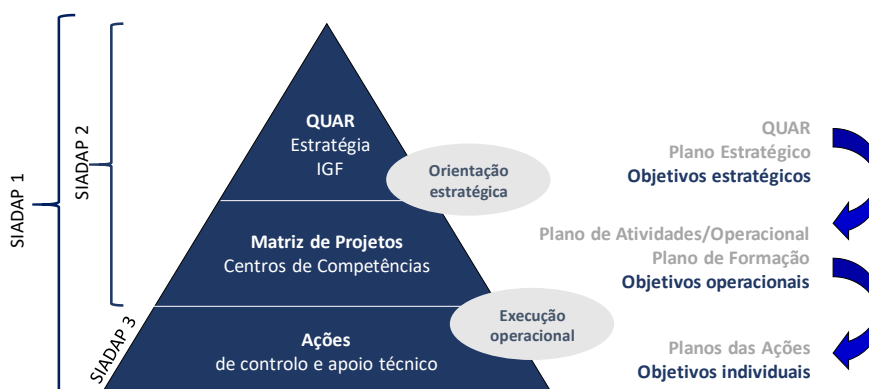 SIADAP 1
SIADAP 2
SIADAP 3
QUAR
Estratégia
IGF
Orientação
estratégica
Matriz de Projetos
Centros de Competências
Execução
operacional
Ações
de controlo e apoio técnico
QUAR
Plano Estratégico
Objetivos estratégicos
Plano de Atividades/Operacional
Plano de Formação
Objetivos operacionais
Planos das Ações
Objetivos individuais